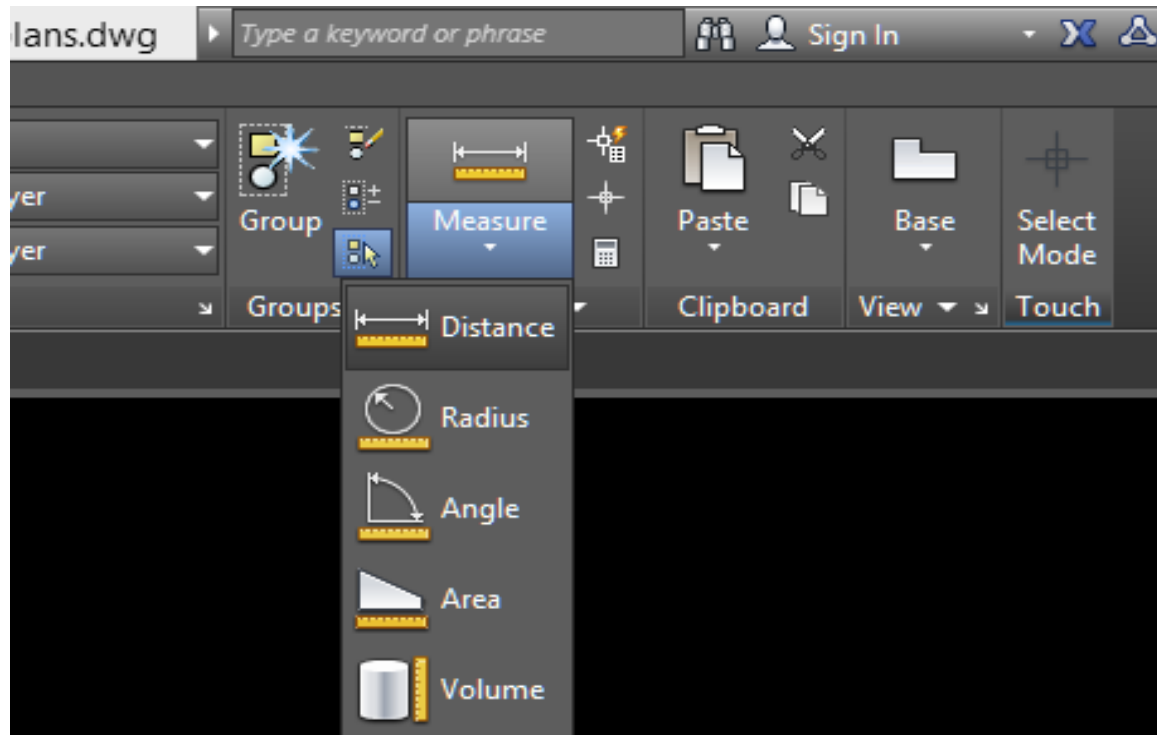 lans.dwg
Type a keyword or phrase
Sign In
yer
yer
Group
Measure
Paste
Base
Select
Mode
Groups
Clipboard
View
Touch
Distance
Radius
Angle
Area
Volume